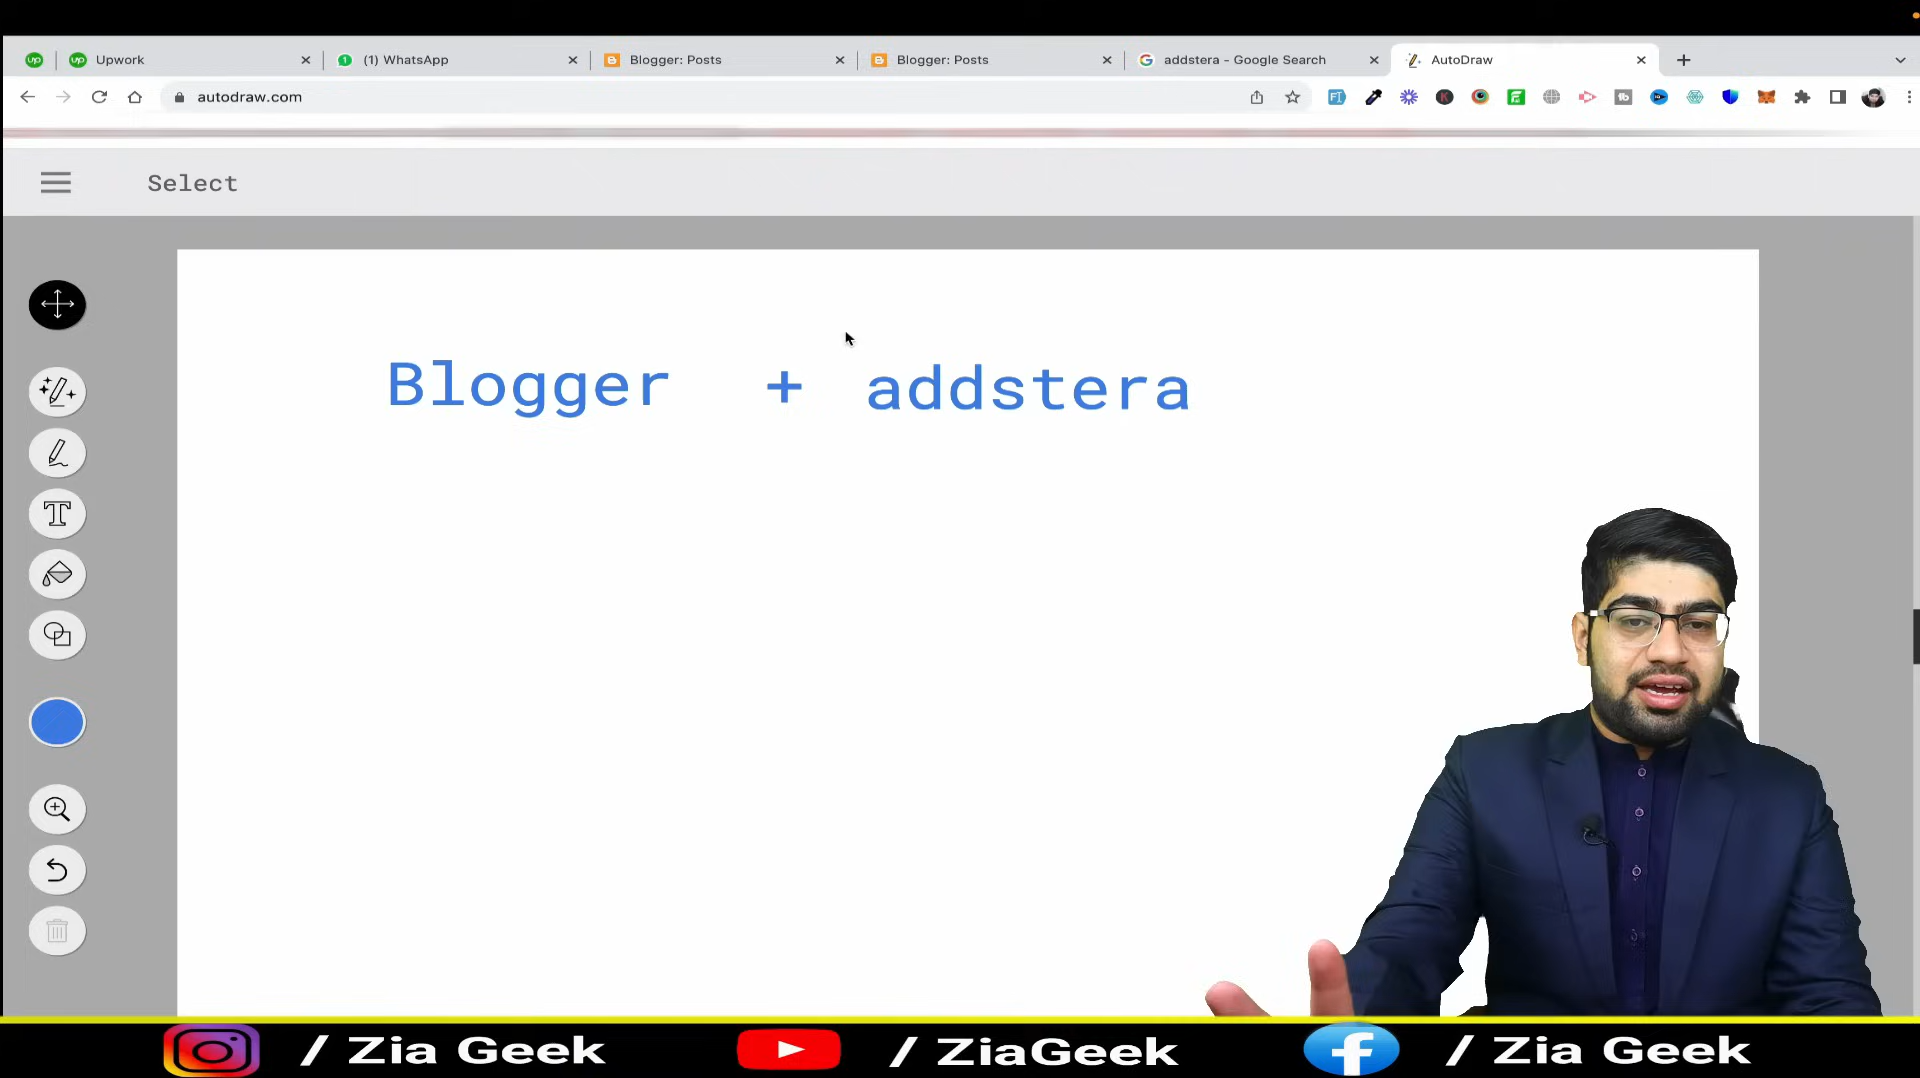 Upwork
(1) WhatsApp
Blogger: Posts
Blogger: Posts
addstera - Google Search
AutoDraw
autodraw.com
Select
Blogger + addstera
/ Zia Geek
/ ZiaGeek
/ Zia Geek